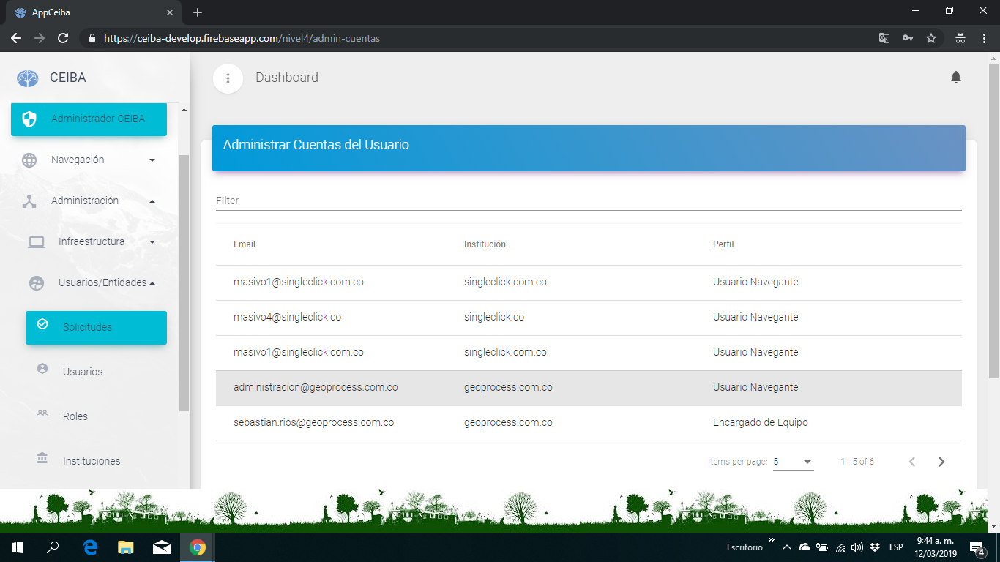 AppCeiba
https://ceiba-develop.firebaseapp.com/nivel4/admin-cuentas
CEIBA
Dashboard
Administrador CEIBA
Navegación
Administración
Infraestructura
Usuarios/Entidades
Solicitudes
Usuarios
Roles
Instituciones
Administrar Cuentas del Usuario
Filter
Email Institución Perfil
masivo1@singleclick.com.co singleclick.com.co Usuario Navegante
masivo4@singleclick.co singleclick.co Usuario Navegante
masivo1@singleclick.com.co singleclick.com.co Usuario Navegante
administracion@geoprocess.com.co geoprocess.com.co Usuario Navegante
sebastian.rios@geoprocess.com.co geoprocess.com.co Encargado de Equipo
Items per page: 5 1 - 5 of 6
Escritorio ESP 9:44 a. m.
12/03/2019 4